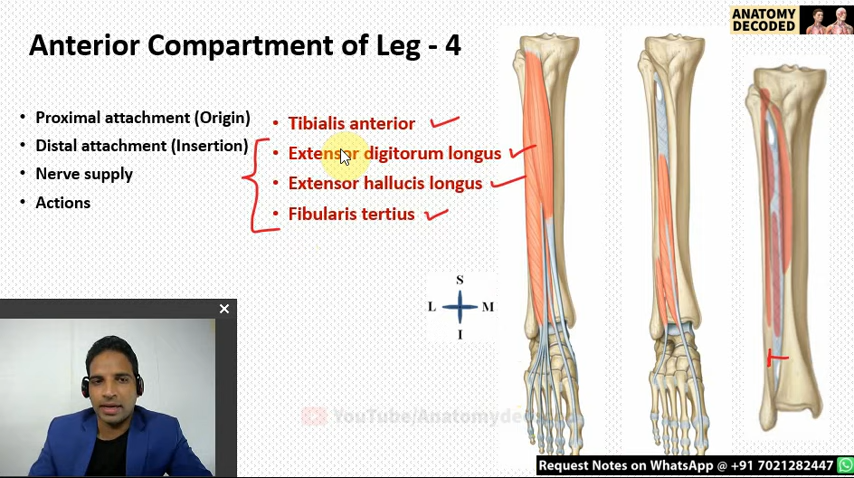 ANATOMY
DECODED
Anterior Compartment of Leg - 4
• Proximal attachment (Origin)
• Distal attachment (Insertion)
• Nerve supply
• Actions
• Tibialis anterior
• Extensor digitorum longus
• Extensor hallucis longus
• Fibularis tertius
S
L M
I
YouTube/Anatomydecoded
Request Notes on WhatsApp @ +91 7021282447